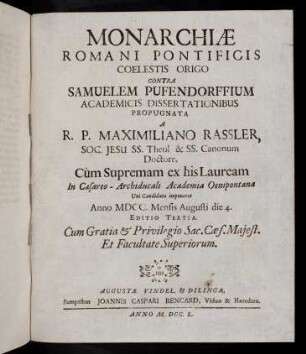 MONARCHIÆ
ROMANI PONTIFICIS
COELESTIS ORIGO
CONTRA
SAMUELEM PUFENDORFFIUM
ACADEMICIS DISSERTATIONIBUS
PROPUGNATA
A
R. P. MAXIMILIANO RASSLER,
SOC. JESU SS. Theol & SS. Canonum
Doctore,
Cùm Supremam ex his Lauream
In Cæsareo - Archiducali Academia Oenipontana
Uni Candidato imponeret
Anno MDCC. Mensis Augusti die 4.
EDITIO TERTIA.
Cum Gratia & Privilegio Sac. Cæs. Majest.
Et Facultate Superiorum.
AUGUSTÆ VINDEL. & DILINGÆ,
Sumptibus JOANNIS CASPARI BENCARD, Viduæ & Hæredum.
ANNO M. DCC. L.